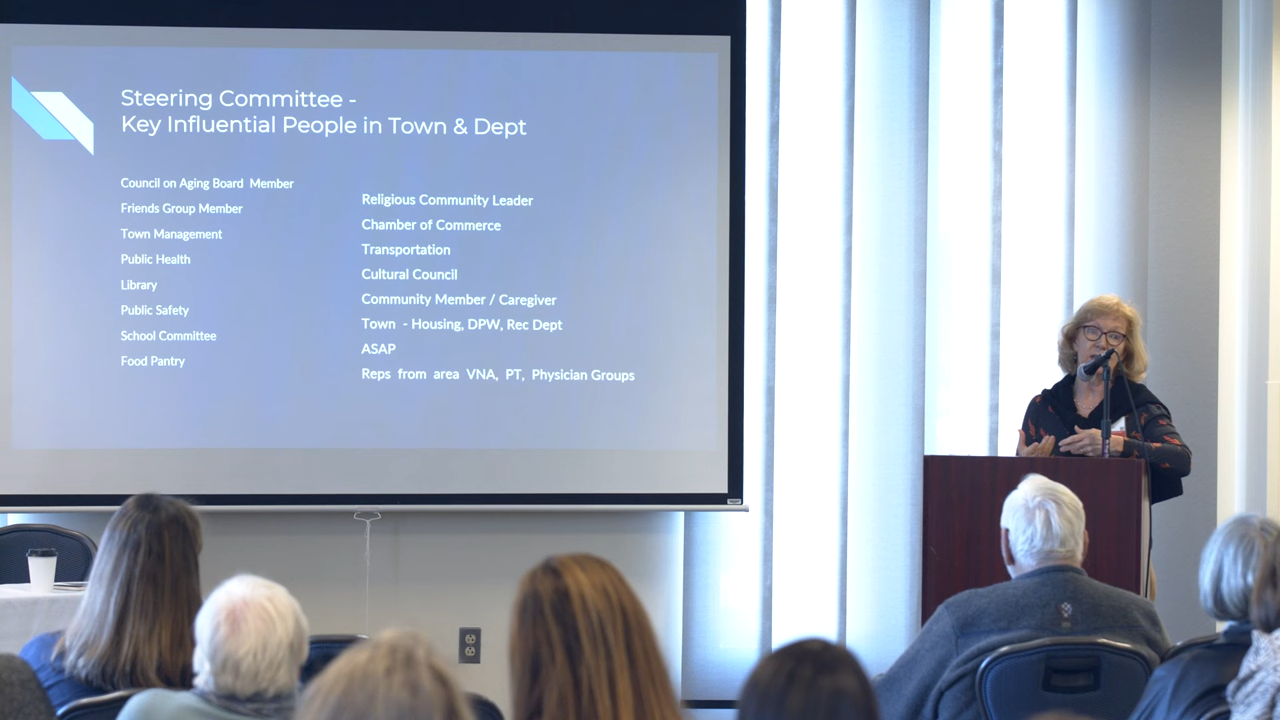 Steering Committee -
Key Influential People in Town & Dept
Council on Aging Board Member
Friends Group Member
Town Management
Public Health
Library
Public Safety
School Committee
Food Pantry
Religious Community Leader
Chamber of Commerce
Transportation
Cultural Council
Community Member / Caregiver
Town - Housing, DPW, Rec Dept
ASAP
Reps from area VNA, PT, Physician Groups